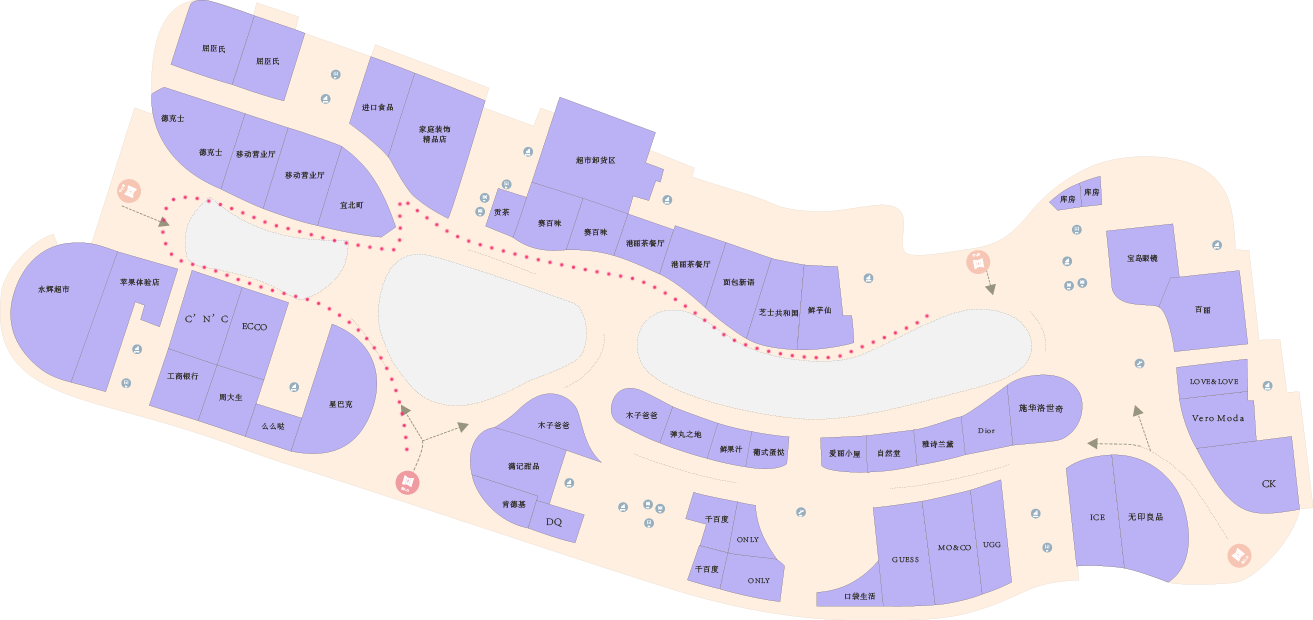 屈臣氏
屈臣氏
进口食品
家庭装饰
精品店
德克士
德克士
移动营业厅
移动营业厅
宜北町
超市卸货区
贡茶
赛百味
赛百味
港丽茶餐厅
港丽茶餐厅
面包新语
芝士共和国
鲜芋仙
库房
库房
宝岛眼镜
百丽
永辉超市
苹果体验店
C'N'C
ECCO
工商银行
周大生
么么哒
星巴克
木子爸爸
满记甜品
肯德基
DQ
木子爸爸
弹丸之地
鲜果汁
葡式蛋挞
爱丽小屋
自然堂
雅诗兰黛
Dior
施华洛世奇
LOVE&LOVE
Vero Moda
CK
千百度
ONLY
千百度
ONLY
GUESS
MO&CO
UGG
口袋生活
ICE
无印良品